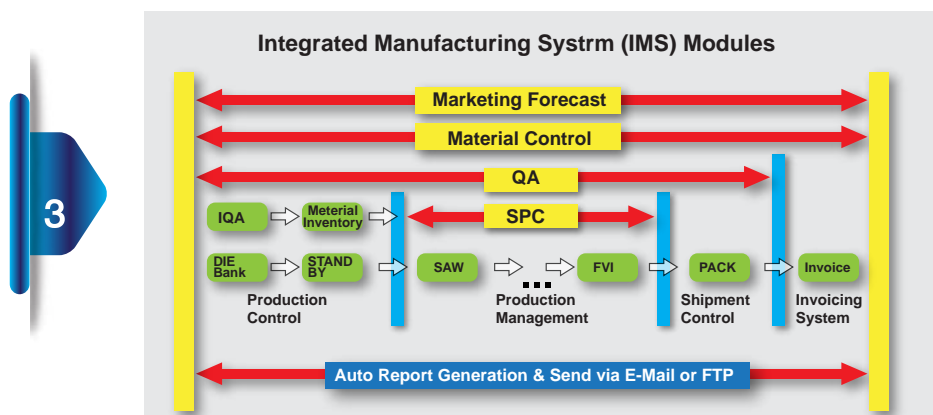 Integrated Manufacturing Systrm (IMS) Modules
Marketing Forecast
Material Control
QA
3
IQA
Meterial
Inventory
SPC
DIE
Bank
STAND
BY
SAW
...
FVI
PACK
Invoice
Production
Control
Production
Management
Shipment
Control
Invoicing
System
Auto Report Generation & Send via E-Mail or FTP